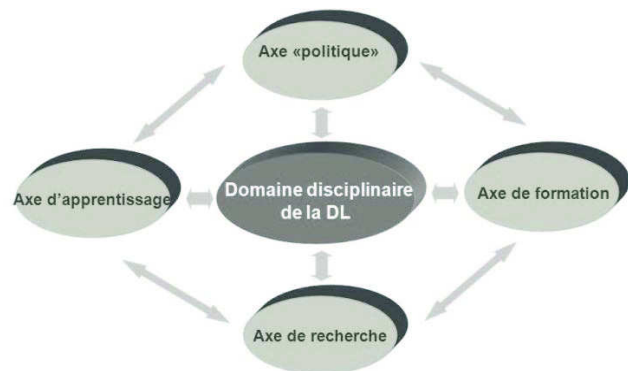 Axe «politique»
Axe d'apprentissage
Domaine disciplinaire
de la DL
Axe de formation
Axe de recherche